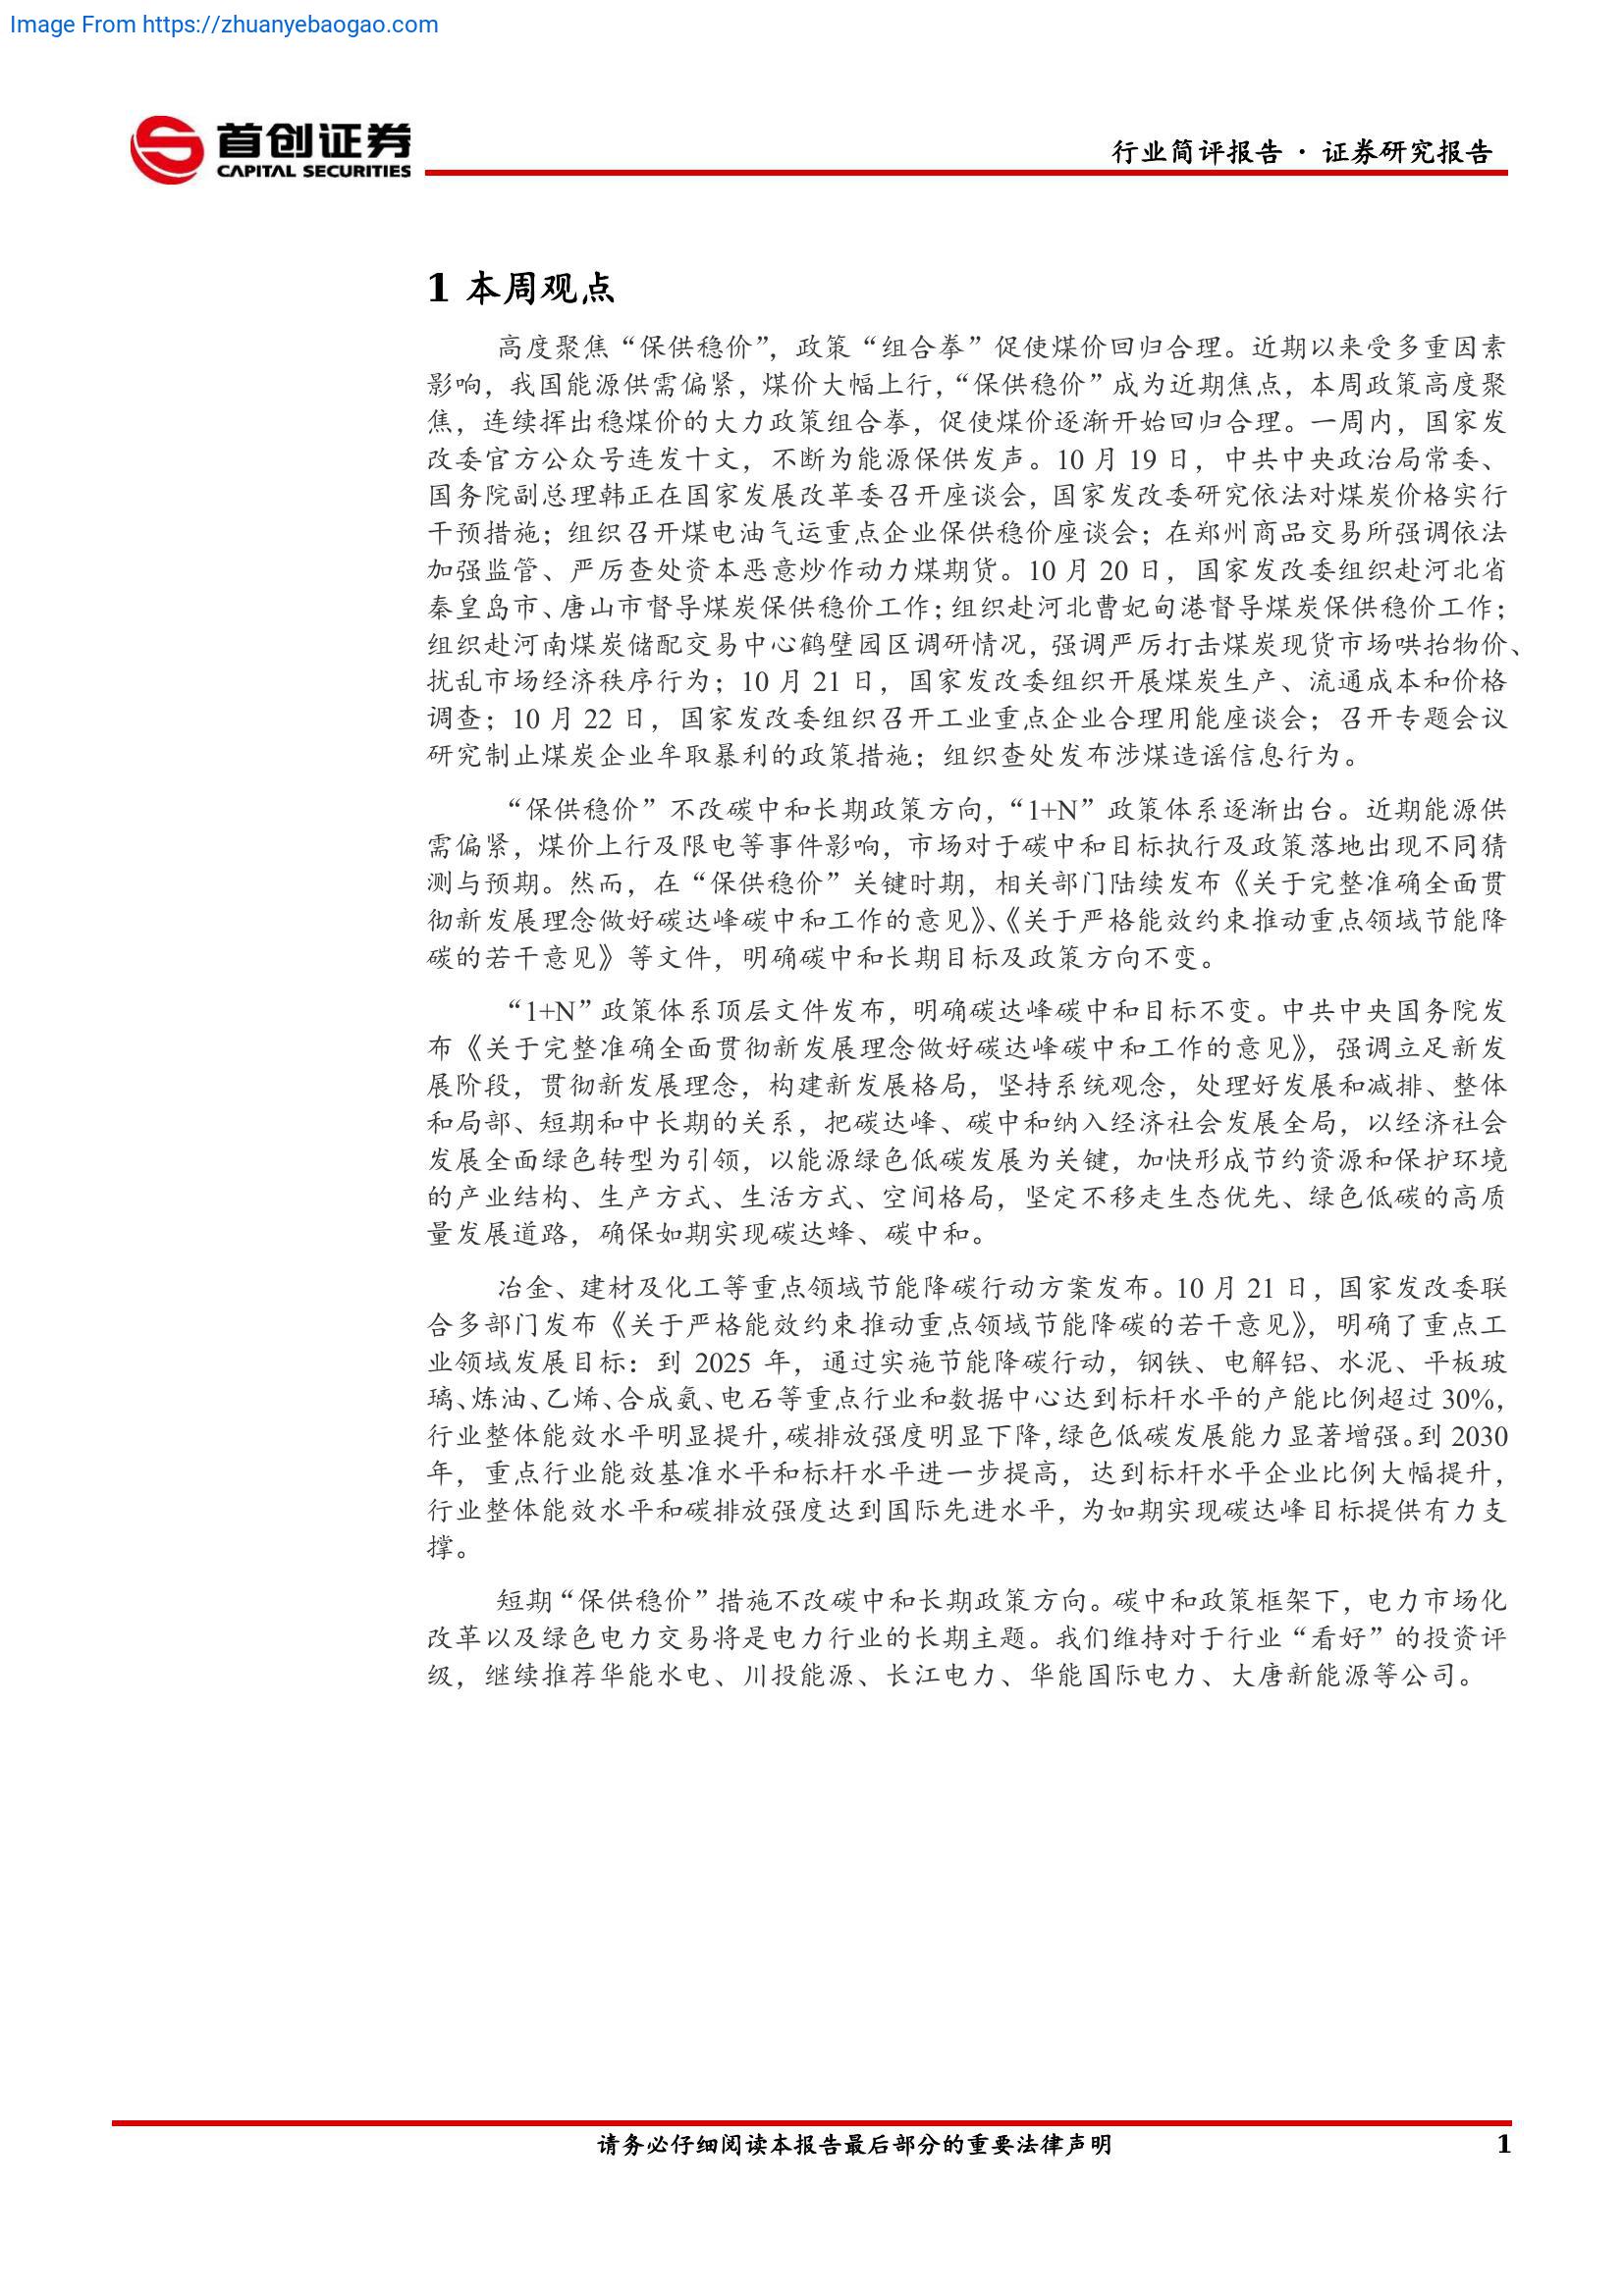 Image From https://zhuanyebaogao.com
首创证券
CAPITAL SECURITIES
行业简评报告 · 证券研究报告
1 本周观点
高度聚焦“保供稳价”，政策“组合拳”促使煤价回归合理。近期以来受多重因素
影响，我国能源供需偏紧，煤价大幅上行，“保供稳价”成为近期焦点，本周政策高度聚
焦，连续挥出稳煤价的大力政策组合拳，促使煤价逐渐开始回归合理。一周内，国家发
改委官方公众号连发十文，不断为能源保供发声。10 月 19 日，中共中央政治局常委、
国务院副总理韩正在国家发展改革委召开座谈会，国家发改委研究依法对煤炭价格实行
干预措施；组织召开煤电油气运重点企业保供稳价座谈会；在郑州商品交易所强调依法
加强监管、严厉查处资本恶意炒作动力煤期货。10 月 20 日，国家发改委组织赴河北省
秦皇岛市、唐山市督导煤炭保供稳价工作；组织赴河北曹妃甸港督导煤炭保供稳价工作；
组织赴河南煤炭储配交易中心鹤壁园区调研情况，强调严厉打击煤炭现货市场哄抬物价、
扰乱市场经济秩序行为；10 月 21 日，国家发改委组织开展煤炭生产、流通成本和价格
调查；10 月 22 日，国家发改委组织召开工业重点企业合理用能座谈会；召开专题会议
研究制止煤炭企业牟取暴利的政策措施；组织查处发布涉煤造谣信息行为。
“保供稳价”不改碳中和长期政策方向，“1+N”政策体系逐渐出台。近期能源供
需偏紧，煤价上行及限电等事件影响，市场对于碳中和目标执行及政策落地出现不同猜
测与预期。然而，在“保供稳价”关键时期，相关部门陆续发布《关于完整准确全面贯
彻新发展理念做好碳达峰碳中和工作的意见》、《关于严格能效约束推动重点领域节能降
碳的若干意见》等文件，明确碳中和长期目标及政策方向不变。
“1+N”政策体系顶层文件发布，明确碳达峰碳中和目标不变。中共中央国务院发
布《关于完整准确全面贯彻新发展理念做好碳达峰碳中和工作的意见》，强调立足新发
展阶段，贯彻新发展理念，构建新发展格局，坚持系统观念，处理好发展和减排、整体
和局部、短期和中长期的关系，把碳达峰、碳中和纳入经济社会发展全局，以经济社会
发展全面绿色转型为引领，以能源绿色低碳发展为关键，加快形成节约资源和保护环境
的产业结构、生产方式、生活方式、空间格局，坚定不移走生态优先、绿色低碳的高质
量发展道路，确保如期实现碳达蜂、碳中和。
冶金、建材及化工等重点领域节能降碳行动方案发布。10 月 21 日，国家发改委联
合多部门发布《关于严格能效约束推动重点领域节能降碳的若干意见》，明确了重点工
业领域发展目标：到 2025 年，通过实施节能降碳行动，钢铁、电解铝、水泥、平板玻
璃、炼油、乙烯、合成氨、电石等重点行业和数据中心达到标杆水平的产能比例超过 30%，
行业整体能效水平明显提升，碳排放强度明显下降，绿色低碳发展能力显著增强。到 2030
年，重点行业能效基准水平和标杆水平进一步提高，达到标杆水平企业比例大幅提升，
行业整体能效水平和碳排放强度达到国际先进水平，为如期实现碳达峰目标提供有力支
撑。
短期“保供稳价”措施不改碳中和长期政策方向。碳中和政策框架下，电力市场化
改革以及绿色电力交易将是电力行业的长期主题。我们维持对于行业“看好”的投资评
级，继续推荐华能水电、川投能源、长江电力、华能国际电力、大唐新能源等公司。
请务必仔细阅读本报告最后部分的重要法律声明
1